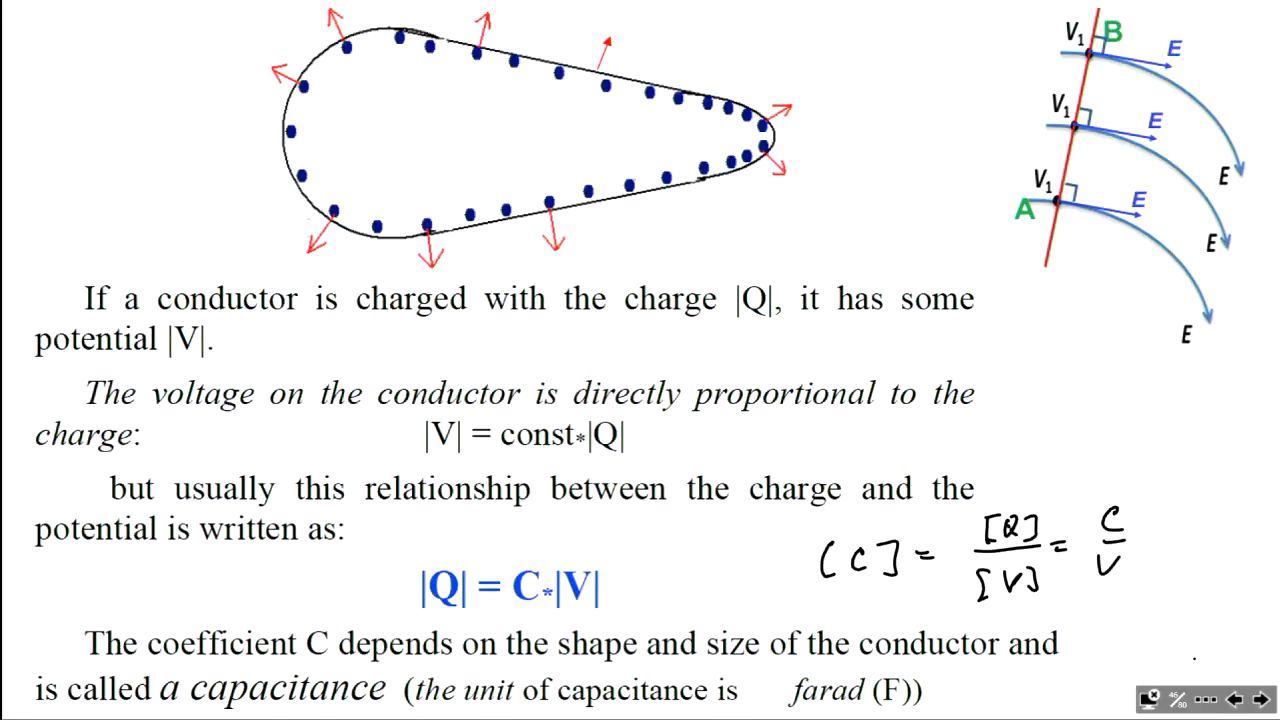 V₁ B
E
V₁
E
V₁
E
A
E
E
E
If a conductor is charged with the charge |Q|, it has some
potential |V|.
The voltage on the conductor is directly proportional to the
charge: |V| = const*|Q|
but usually this relationship between the charge and the
potential is written as:
[C] = [Q]/[V] = C/V
|Q| = C*|V|
The coefficient C depends on the shape and size of the conductor and
is called a capacitance (the unit of capacitance is farad (F))
46/80